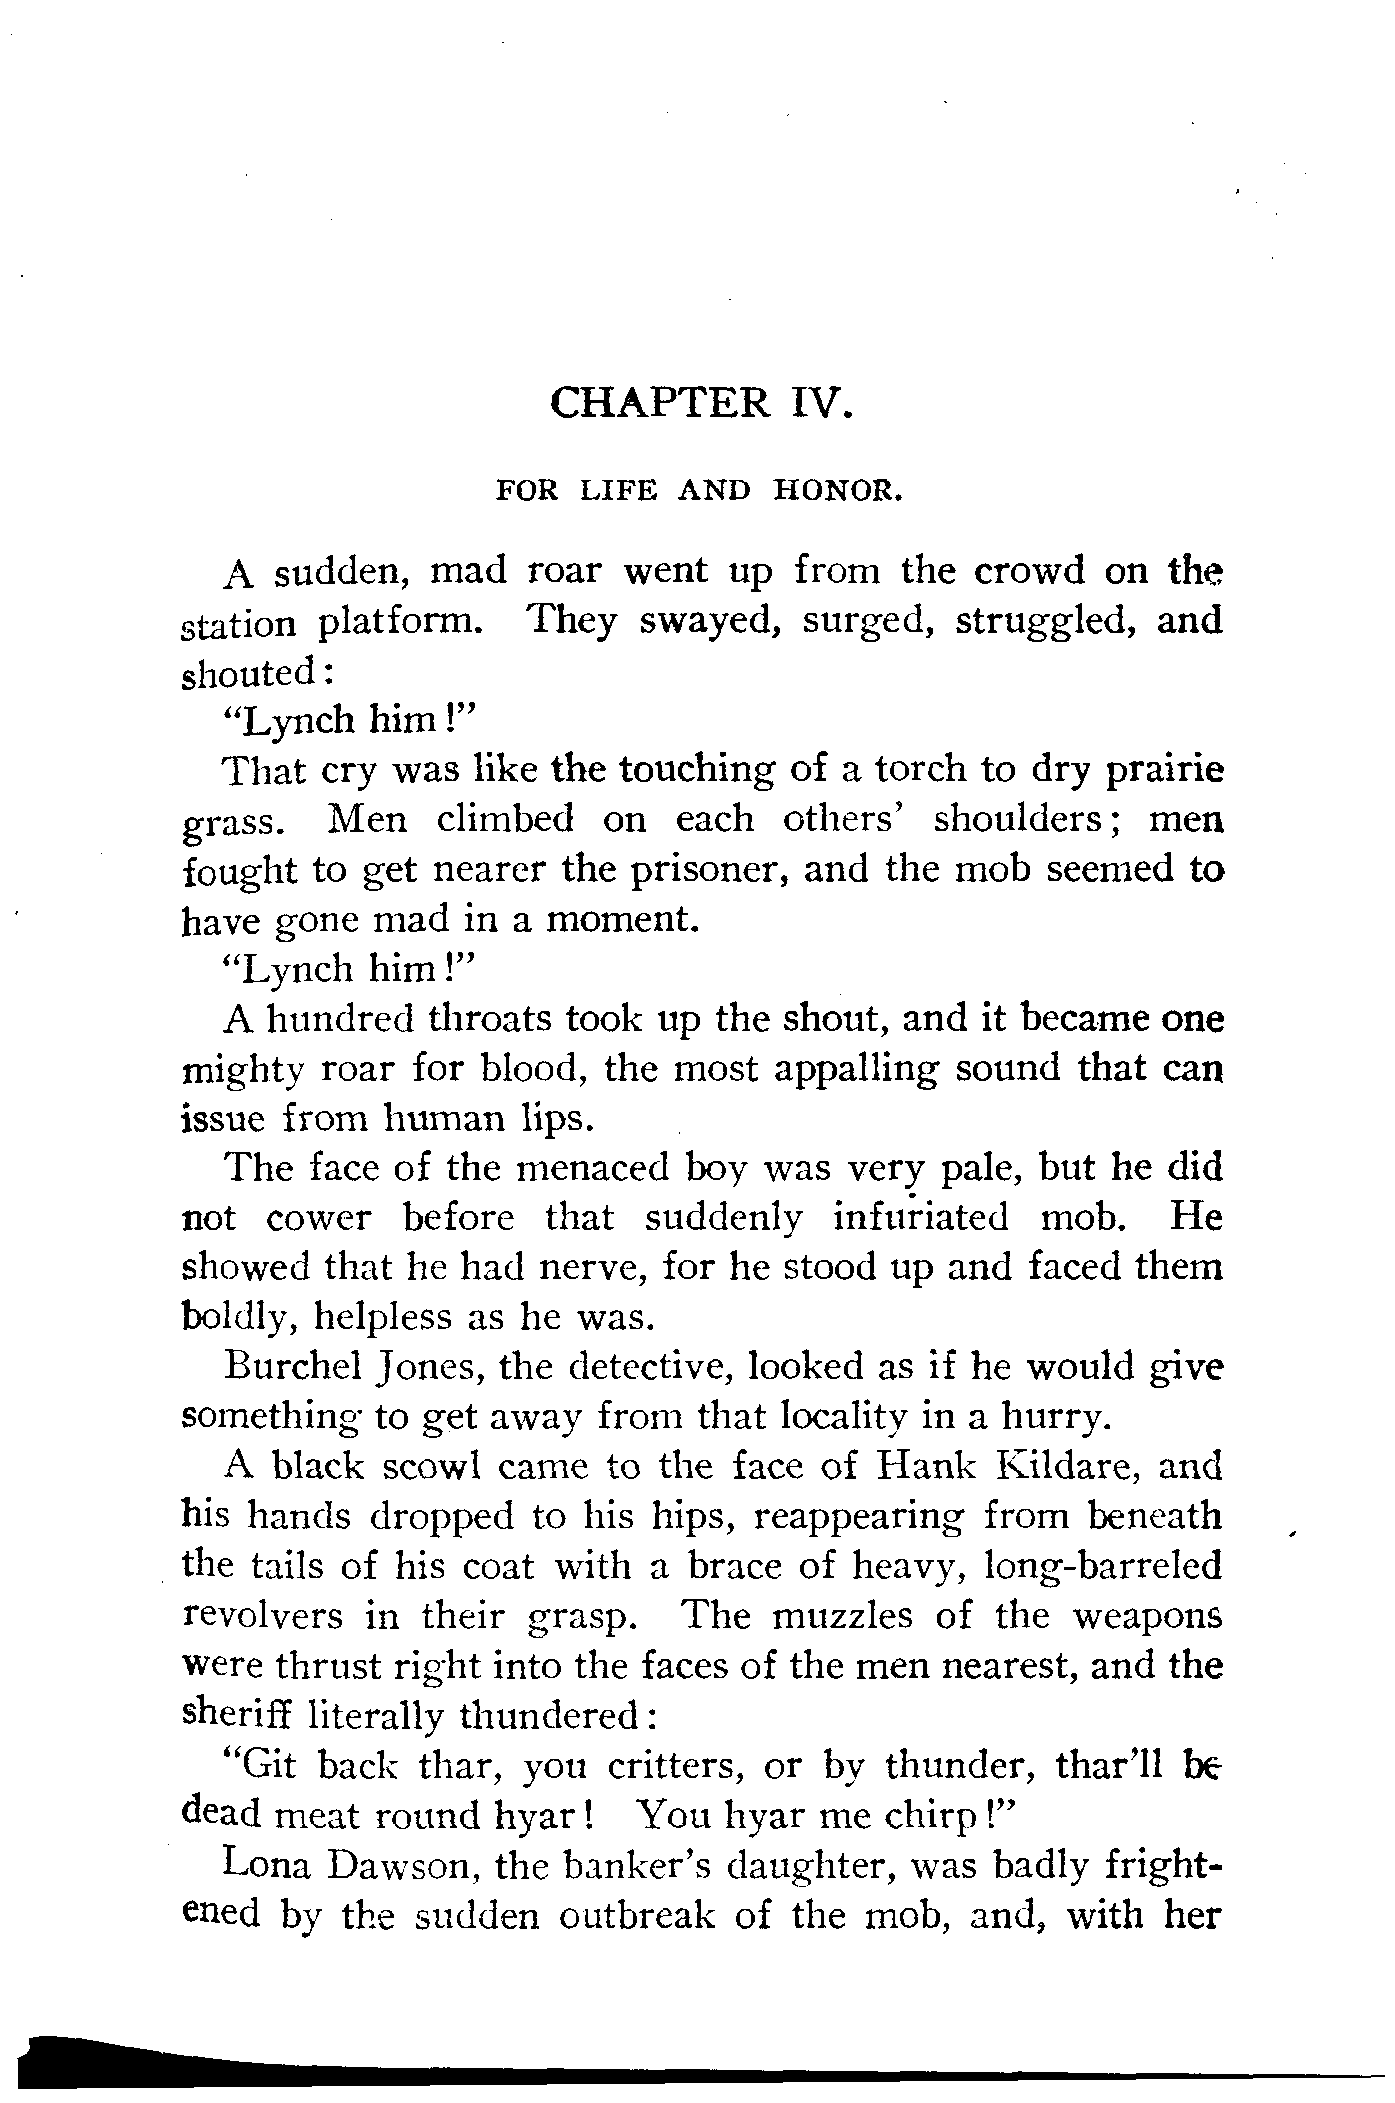 CHAPTER IV.
FOR LIFE AND HONOR.
A sudden, mad roar went up from the crowd on the
station platform. They swayed, surged, struggled, and
shouted:
“Lynch him!”
That cry was like the touching of a torch to dry prairie
grass. Men climbed on each others’ shoulders; men
fought to get nearer the prisoner, and the mob seemed to
have gone mad in a moment.
“Lynch him!”
A hundred throats took up the shout, and it became one
mighty roar for blood, the most appalling sound that can
issue from human lips.
The face of the menaced boy was very pale, but he did
not cower before that suddenly infuriated mob. He
showed that he had nerve, for he stood up and faced them
boldly, helpless as he was.
Burchel Jones, the detective, looked as if he would give
something to get away from that locality in a hurry.
A black scowl came to the face of Hank Kildare, and
his hands dropped to his hips, reappearing from beneath
the tails of his coat with a brace of heavy, long-barreled
revolvers in their grasp. The muzzles of the weapons
were thrust right into the faces of the men nearest, and the
sheriff literally thundered:
“Git back thar, you critters, or by thunder, thar’ll be
dead meat round hyar! You hyar me chirp!”
Lona Dawson, the banker’s daughter, was badly fright-
ened by the sudden outbreak of the mob, and, with her